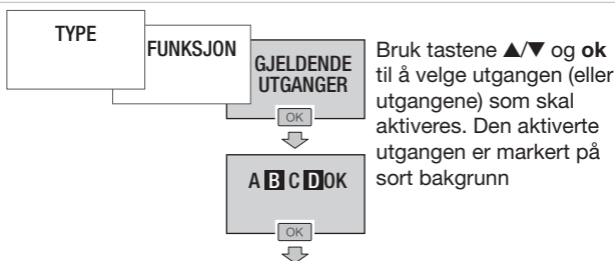 TYPE
FUNKSJON
GJELDENDE
UTGANGER
OK
Bruk tastene ▲/▼ og ok
til å velge utgangen (eller
utgangene) som skal
aktiveres. Den aktiverte
utgangen er markert på
sort bakgrunn
A B C D OK
OK